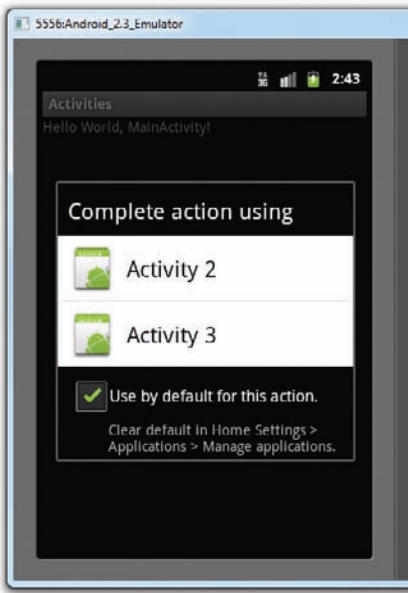 5556:Android_2.3_Emulator
3G 2:43
Activities
Hello World, MainActivity!
Complete action using
Activity 2
Activity 3
Use by default for this action.
Clear default in Home Settings >
Applications > Manage applications.